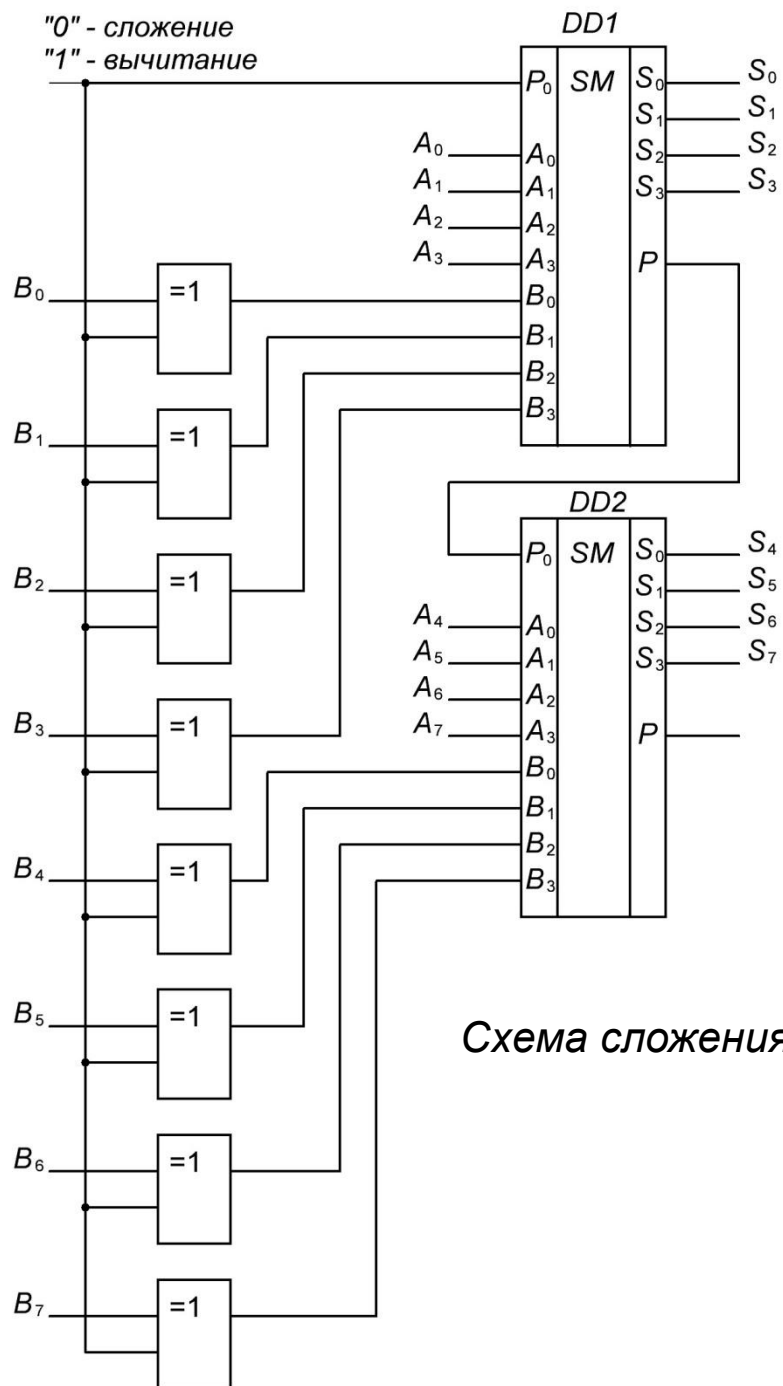 "0" - сложение
"1" - вычитание
DD1
P₀ SM S₀ S₀
S₁ S₁
A₀ A₀ S₂ S₂
A₁ A₁ S₃ S₃
A₂ A₂
A₃ A₃ P
B₀ =1 B₀
B₁
B₂
B₃
B₁ =1
DD2
B₂ =1 P₀ SM S₀ S₄
S₁ S₅
A₄ A₀ S₂ S₆
A₅ A₁ S₃ S₇
A₆ A₂
B₃ =1 A₇ A₃ P
B₀
B₁
B₂
B₄ =1 B₃
B₅ =1
Схема сложения
B₆ =1
B₇ =1